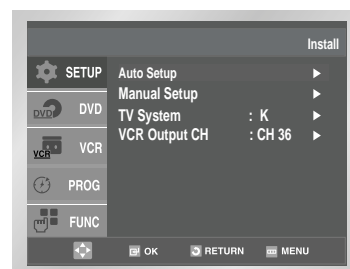 Install
SETUP
DVD DVD
VCR VCR
PROG
FUNC
Auto Setup ►
Manual Setup ►
TV System : K ►
VCR Output CH : CH 36 ►
OK RETURN MENU